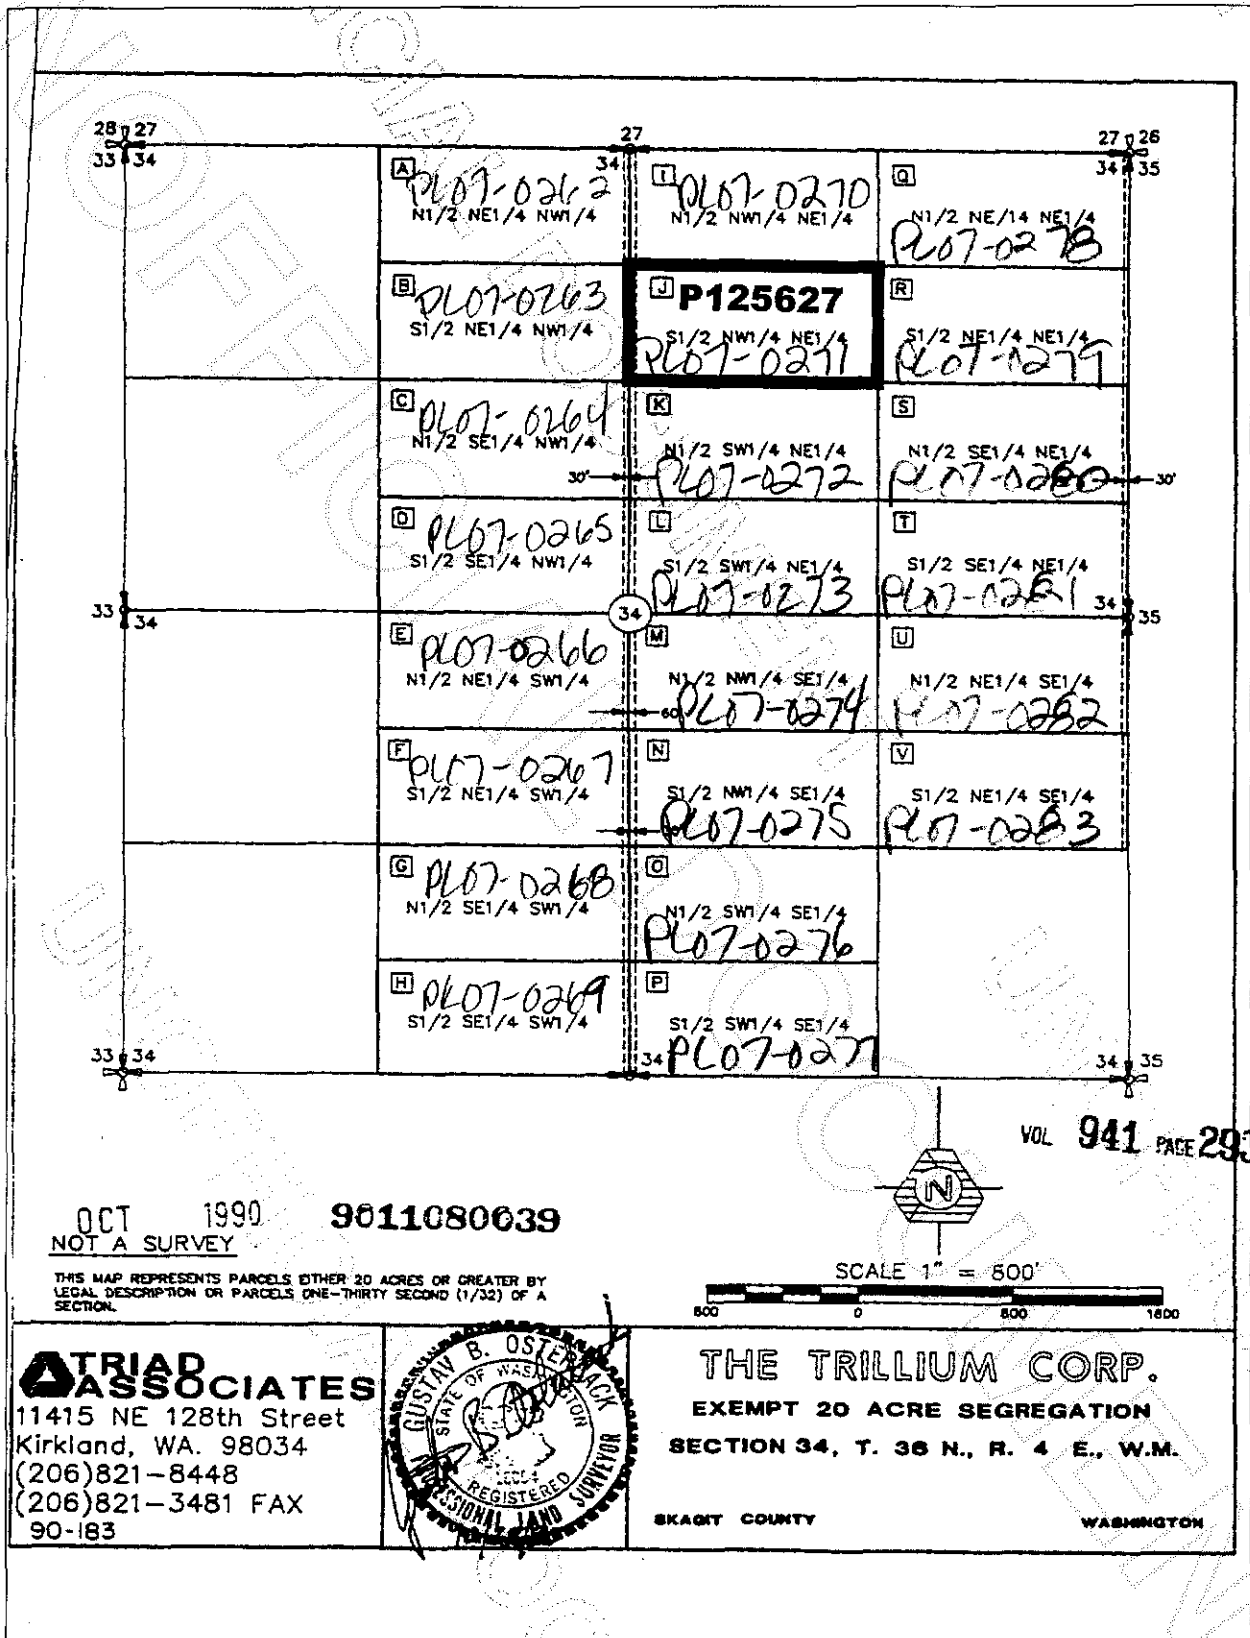 28 27
33 34
27
34
27 26
34 35
A PL07-0262
N1/2 NE1/4 NW1/4
I PL07-0270
N1/2 NW1/4 NE1/4
Q
N1/2 NE/14 NE1/4
PL07-0278
B PL07-0263
S1/2 NE1/4 NW1/4
J P125627
S1/2 NW1/4 NE1/4
PL07-0271
R
S1/2 NE1/4 NE1/4
PL07-0279
C PL07-0264
N1/2 SE1/4 NW1/4
30'
K
N1/2 SW1/4 NE1/4
PL07-0272
S
N1/2 SE1/4 NE1/4
PL07-0280
30'
D PL07-0265
S1/2 SE1/4 NW1/4
L
S1/2 SW1/4 NE1/4
PL07-0273
T
S1/2 SE1/4 NE1/4
PL07-0281
33 34
34
34 35
E PL07-0266
N1/2 NE1/4 SW1/4
M
N1/2 NW1/4 SE1/4
60' PL07-0274
U
N1/2 NE1/4 SE1/4
PL07-0282
F PL07-0267
S1/2 NE1/4 SW1/4
N
S1/2 NW1/4 SE1/4
PL07-0275
V
S1/2 NE1/4 SE1/4
PL07-0283
G PL07-0268
N1/2 SE1/4 SW1/4
O
N1/2 SW1/4 SE1/4
PL07-0276
H PL07-0269
S1/2 SE1/4 SW1/4
P
S1/2 SW1/4 SE1/4
PL07-0277
33 34
34
34 35
VOL 941 PAGE 293
N
OCT 1990 9011080639
NOT A SURVEY
THIS MAP REPRESENTS PARCELS EITHER 20 ACRES OR GREATER BY
LEGAL DESCRIPTION OR PARCELS ONE-THIRTY SECOND (1/32) OF A
SECTION.
SCALE 1" = 800'
800 0 800 1600
TRIAD
ASSOCIATES
11415 NE 128th Street
Kirkland, WA. 98034
(206)821-8448
(206)821-3481 FAX
90-183
GUSTAV B. OSTERBACK
STATE OF WASHINGTON
REGISTERED
PROFESSIONAL LAND SURVEYOR
THE TRILLIUM CORP.
EXEMPT 20 ACRE SEGREGATION
SECTION 34, T. 36 N., R. 4 E., W.M.
SKAGIT COUNTY WASHINGTON